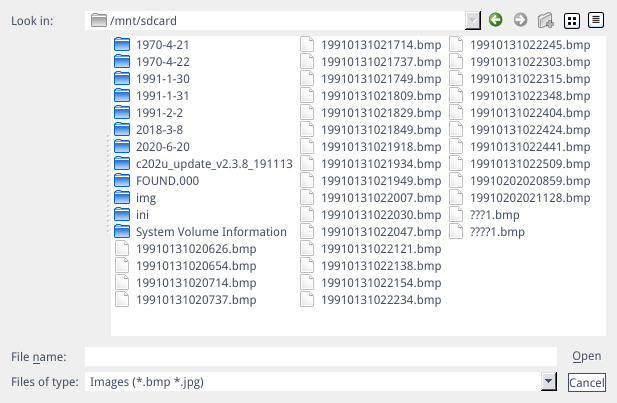 Look in: /mnt/sdcard
1970-4-21
1970-4-22
1991-1-30
1991-1-31
1991-2-2
2018-3-8
2020-6-20
c202u_update_v2.3.8_191113
FOUND.000
img
ini
System Volume Information
19910131020626.bmp
19910131020654.bmp
19910131020714.bmp
19910131020737.bmp
19910131021714.bmp
19910131021737.bmp
19910131021749.bmp
19910131021809.bmp
19910131021829.bmp
19910131021849.bmp
19910131021918.bmp
19910131021934.bmp
19910131021949.bmp
19910131022007.bmp
19910131022030.bmp
19910131022047.bmp
19910131022121.bmp
19910131022138.bmp
19910131022154.bmp
19910131022234.bmp
19910131022245.bmp
19910131022303.bmp
19910131022315.bmp
19910131022348.bmp
19910131022404.bmp
19910131022424.bmp
19910131022441.bmp
19910131022509.bmp
19910202020859.bmp
19910202021128.bmp
???1.bmp
????1.bmp
File name: Open
Files of type: Images (*.bmp *.jpg) Cancel